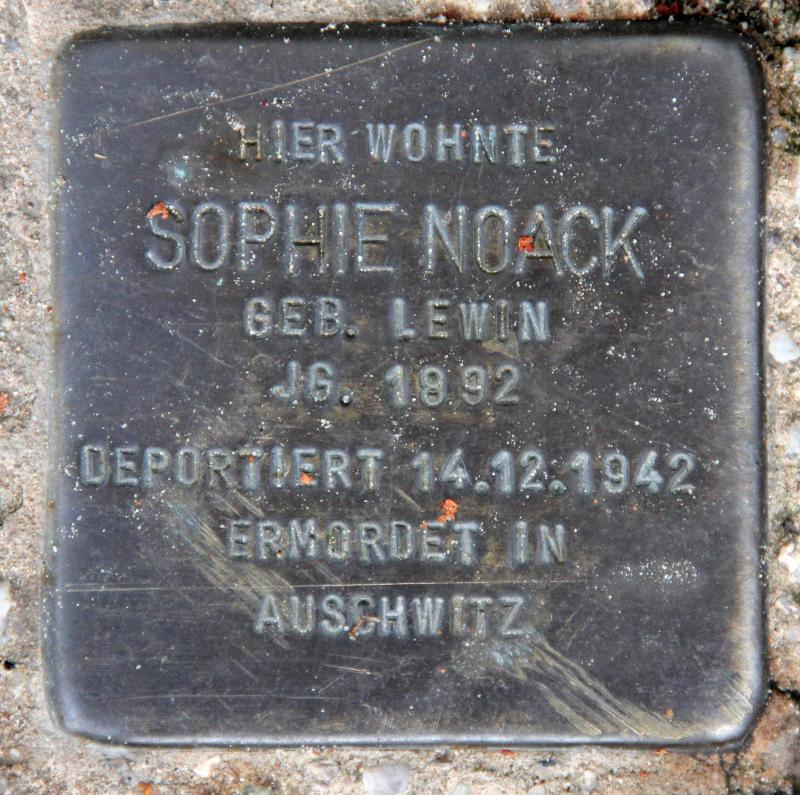 HIER WOHNTE
SOPHIE NOACK
GEB. LEWIN
JG. 1892
DEPORTIERT 14.12.1942
ERMORDET IN
AUSCHWITZ